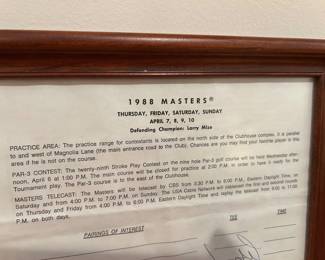 1988 MASTERS®
THURSDAY, FRIDAY, SATURDAY, SUNDAY
APRIL 7, 8, 9, 10
Defending Champion: Larry Mize
PRACTICE AREA: The practice range for contestants is located on the north side of the Clubhouse complex. It is parallel
to and west of Magnolia Lane (the main entrance road to the Club). Chances are you may find your favorite player in this
area if he is not on the course.
PAR-3 CONTEST: The twenty-ninth Stroke Play Contest on the nine hole Par-3 golf course will be held Wednesday after-
noon, April 6 at 1:00 P.M. The main course will be closed for practice at 2:00 P.M. in order to have it ready for the
Tournament play. The Par-3 course is to the east of the Clubhouse.
MASTERS TELECAST: The Masters will be telecast by CBS from 3:30 P.M. to 6:00 P.M., Eastern Daylight Time, on
Saturday and from 4:00 P.M. to 7:00 P.M. on Sunday. The USA Cable Network will telecast the first and second rounds
on Thursday and Friday from 4:00 P.M. to 6:00 P.M. Eastern Daylight Time and replay the telecast from 8:00 to
P.M. on both days.
PAIRINGS OF INTEREST TEE TIME